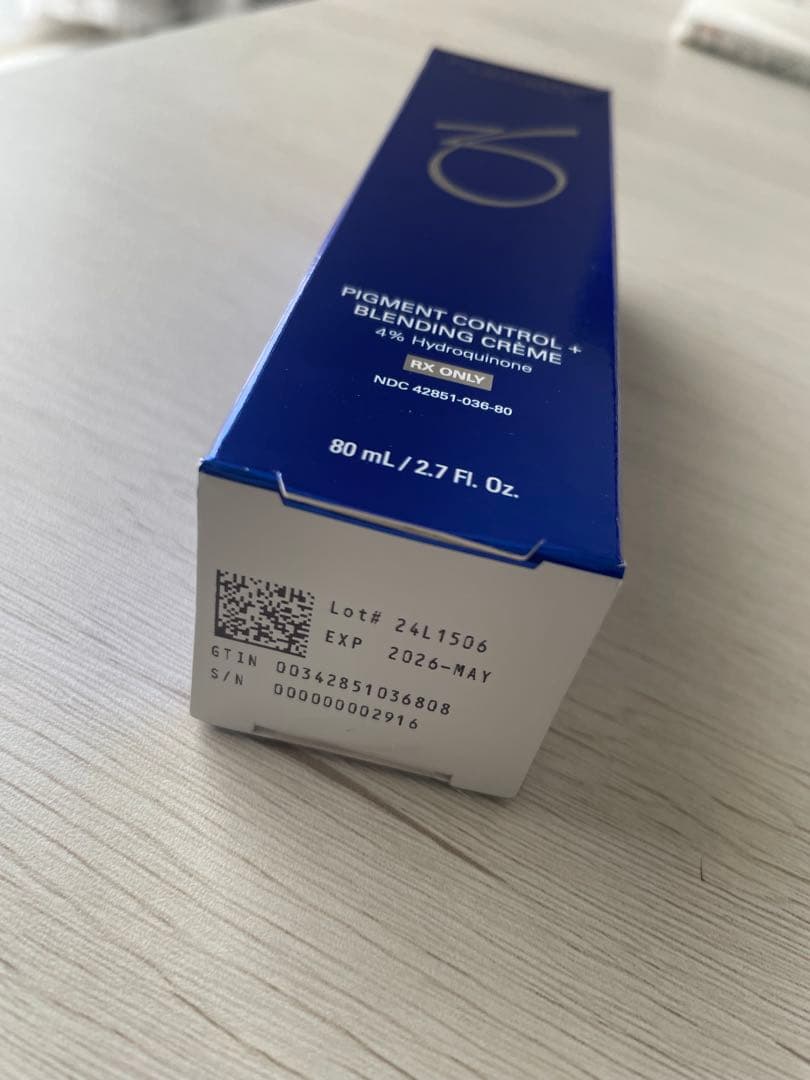 PIGMENT CONTROL +
BLENDING CRÈME
4% Hydroquinone
RX ONLY
NDC 42851-036-80
80 mL / 2.7 Fl. Oz.
Lot# 24L1506
EXP 2026-MAY
GTIN 00342851036808
S/N 000000002916